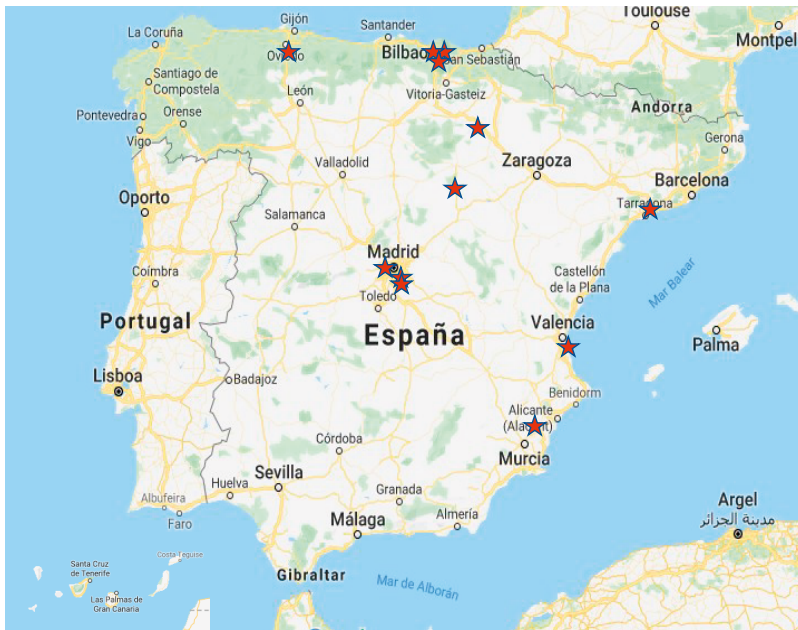 Toulouse
Gijón
La Coruña
Santander
Montpel
Oviedo
Bilbao
San Sebastián
Santiago de
Compostela
Vitoria-Gasteiz
León
Andorra
Pontevedra
Orense
Vigo
Gerona
Valladolid
Zaragoza
Barcelona
Oporto
Tarragona
Salamanca
Madrid
Coímbra
Castellón
de la Plana
Mar Balear
Toledo
Portugal
España
Valencia
Palma
Lisboa
Badajoz
Benidorm
Alicante
(Alacant)
Córdoba
Murcia
Sevilla
Huelva
Granada
Albufeira
Faro
Málaga
Almería
Argel
مدينة الجزائر
Costa Teguise
Santa Cruz
de Tenerife
Gibraltar
Mar de Alborán
Las Palmas de
Gran Canaria